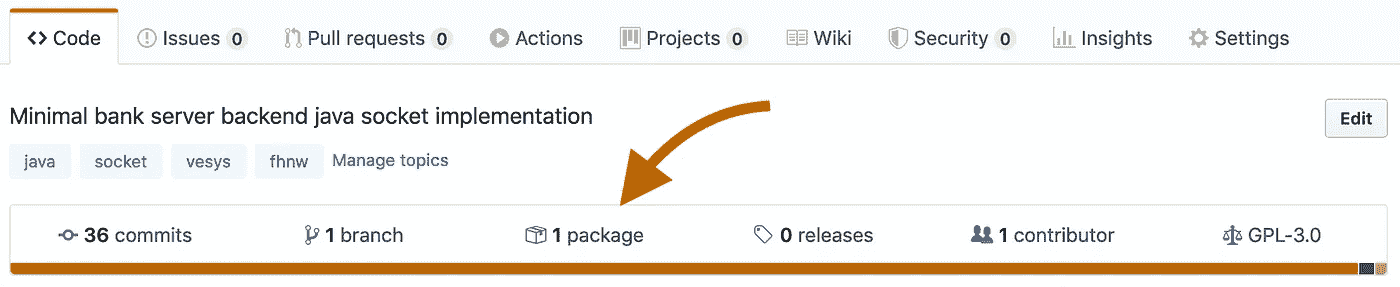 Code Issues 0 Pull requests 0 Actions Projects 0 Wiki Security 0 Insights Settings
Minimal bank server backend java socket implementation Edit
java socket vesys fhnw Manage topics
36 commits 1 branch 1 package 0 releases 1 contributor GPL-3.0